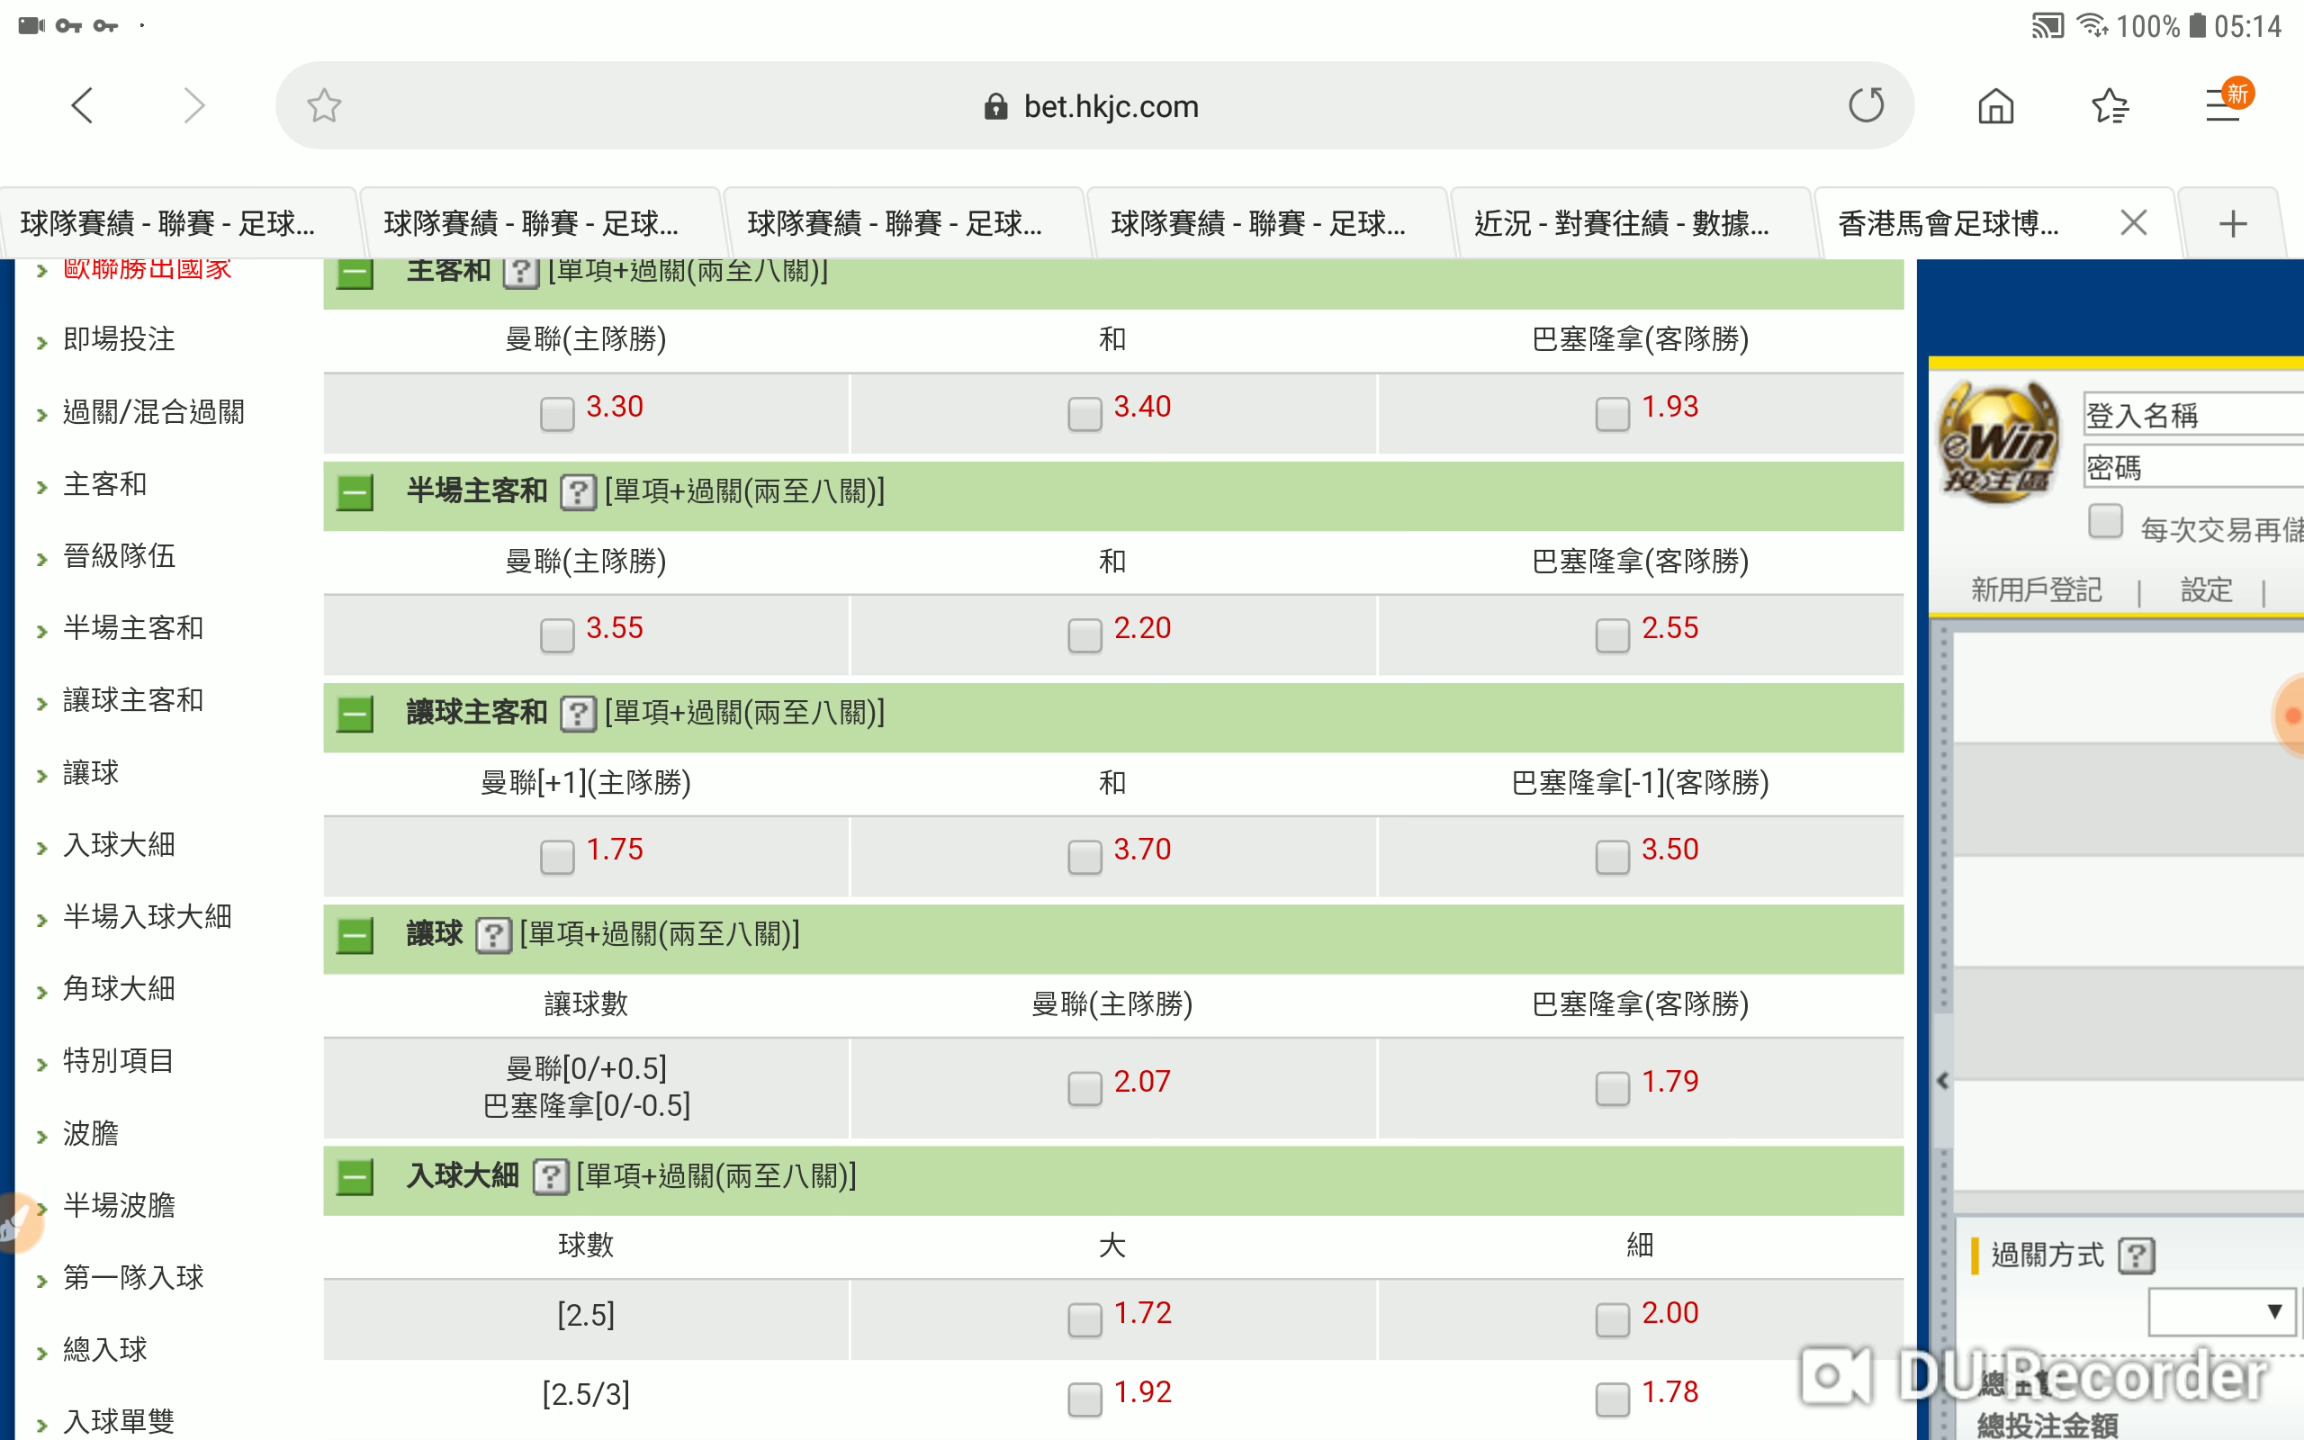 100% 05:14
bet.hkjc.com
新
球隊賽績 - 聯賽 - 足球...
球隊賽績 - 聯賽 - 足球...
球隊賽績 - 聯賽 - 足球...
球隊賽績 - 聯賽 - 足球...
近況 - 對賽往績 - 數據...
香港馬會足球博...
歐聯勝出國家
即場投注
過關/混合過關
主客和
晉級隊伍
半場主客和
讓球主客和
讓球
入球大細
半場入球大細
角球大細
特別項目
波膽
半場波膽
第一隊入球
總入球
入球單雙
主客和 ? [單項+過關(兩至八關)]
曼聯(主隊勝) 和 巴塞隆拿(客隊勝)
3.30 3.40 1.93
半場主客和 ? [單項+過關(兩至八關)]
曼聯(主隊勝) 和 巴塞隆拿(客隊勝)
3.55 2.20 2.55
讓球主客和 ? [單項+過關(兩至八關)]
曼聯[+1](主隊勝) 和 巴塞隆拿[-1](客隊勝)
1.75 3.70 3.50
讓球 ? [單項+過關(兩至八關)]
讓球數 曼聯(主隊勝) 巴塞隆拿(客隊勝)
曼聯[0/+0.5]
巴塞隆拿[0/-0.5]
2.07 1.79
入球大細 ? [單項+過關(兩至八關)]
球數 大 細
[2.5] 1.72 2.00
[2.5/3] 1.92 1.78
eWin
投注區
登入名稱
密碼
每次交易再儲
新用戶登記 | 設定 |
過關方式 ?
DU Recorder
總投注金額